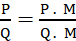 P/Q = P. M/Q. M